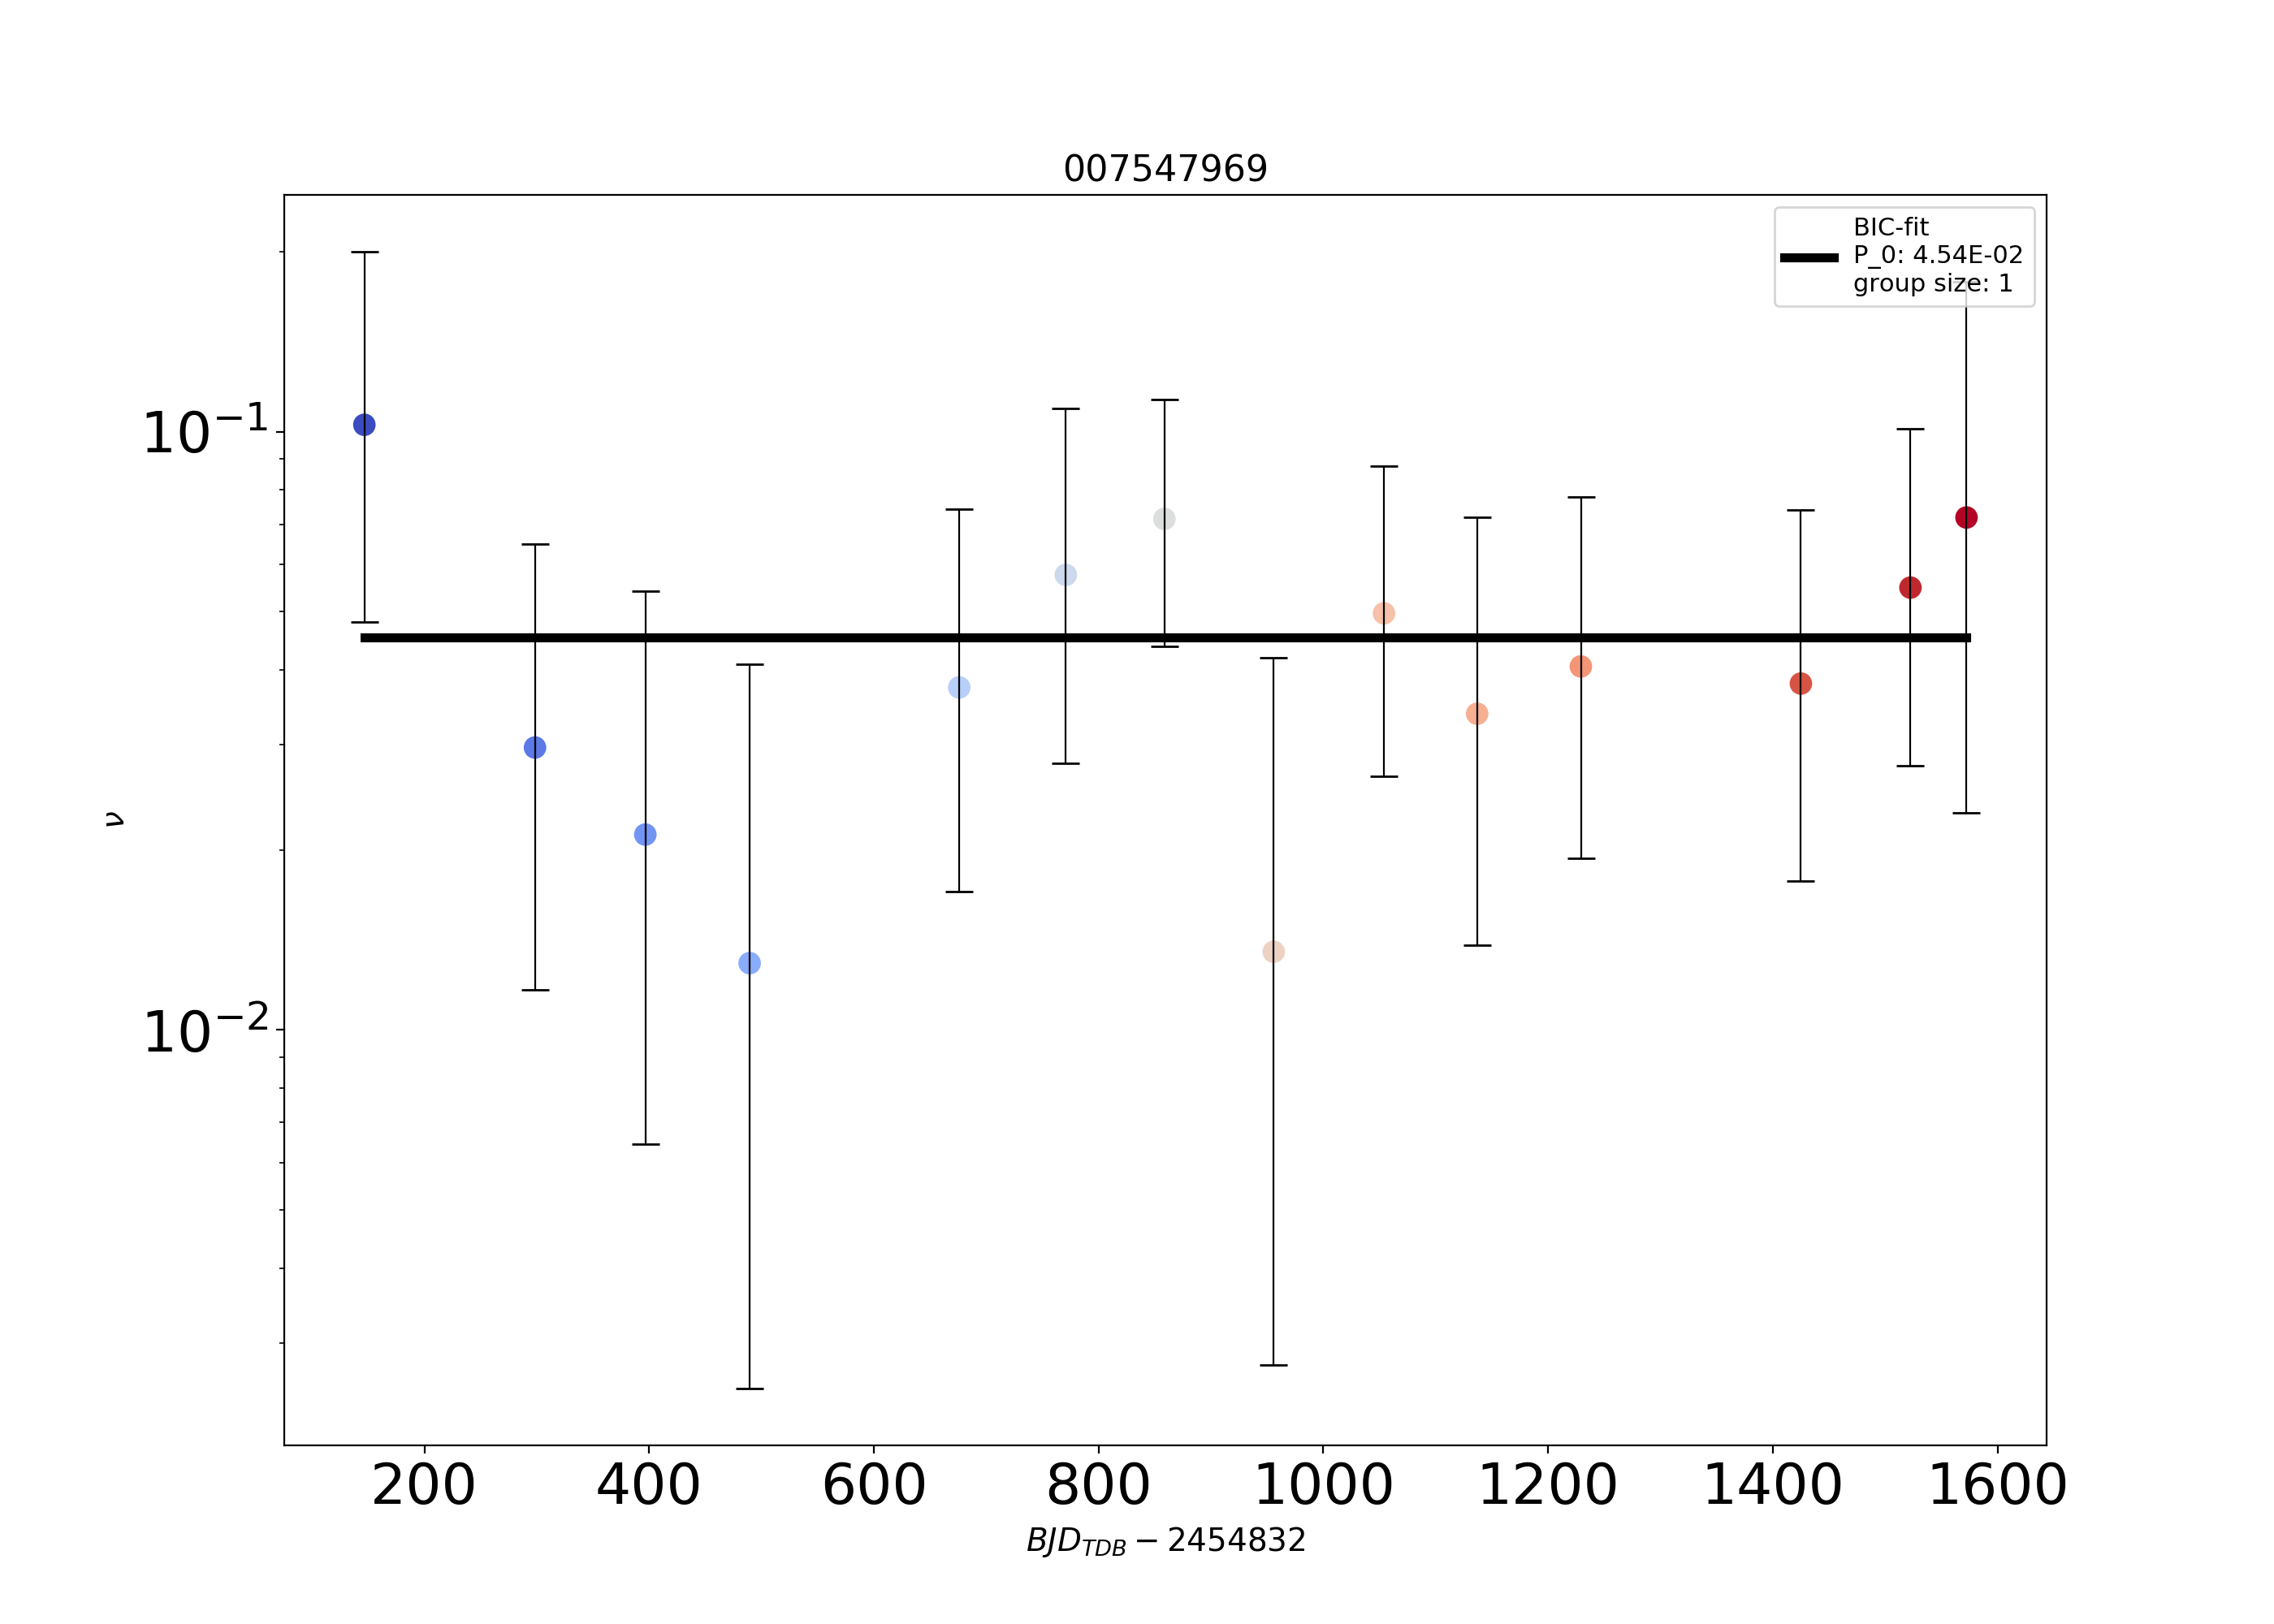 007547969
BIC-fit
P_0: 4.54E-02
group size: 1
10⁻¹
10⁻²
ν
200 400 600 800 1000 1200 1400 1600
BJD_TDB − 2454832